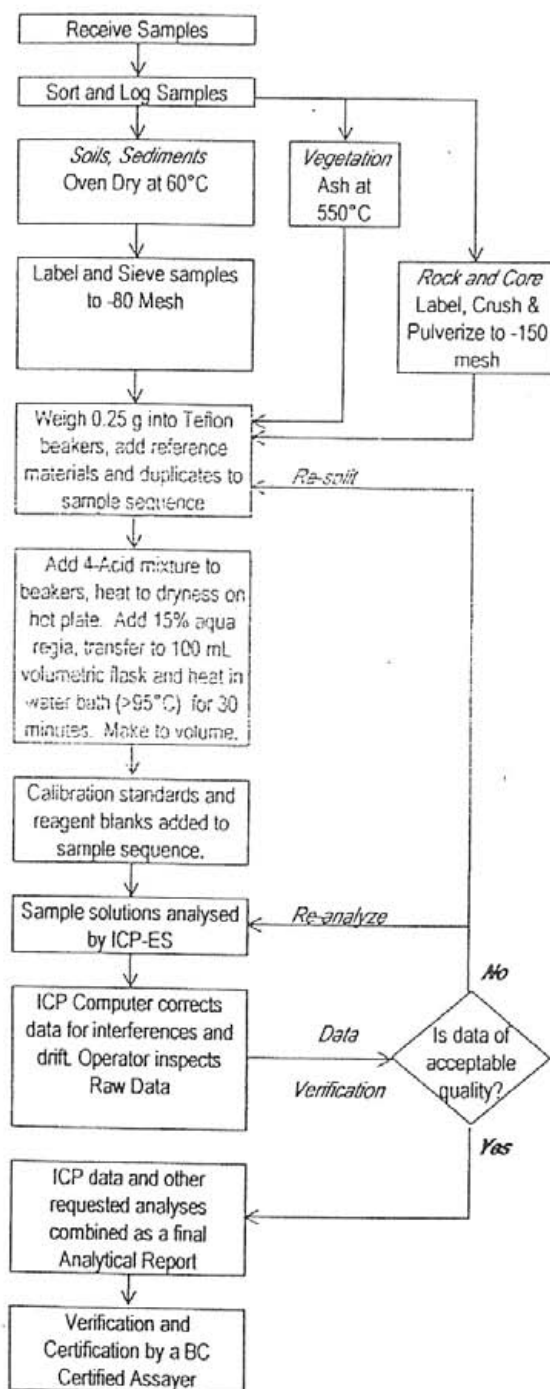 Receive Samples
Sort and Log Samples
Soils, Sediments
Oven Dry at 60°C
Vegetation
Ash at
550°C
Label and Sieve samples
to -80 Mesh
Rock and Core
Label, Crush &
Pulverize to -150
mesh
Weigh 0.25 g into Teflon
beakers, add reference
materials and duplicates to
sample sequence
Re-split
Add 4-Acid mixture to
beakers, heat to dryness on
hot plate. Add 15% aqua
regia, transfer to 100 mL
volumetric flask and heat in
water bath (>95°C) for 30
minutes. Make to volume.
Calibration standards and
reagent blanks added to
sample sequence.
Sample solutions analysed
by ICP-ES
Re-analyze
No
ICP Computer corrects
data for interferences and
drift. Operator inspects
Raw Data
Data
Verification
Is data of
acceptable
quality?
Yes
ICP data and other
requested analyses
combined as a final
Analytical Report
Verification and
Certification by a BC
Certified Assayer